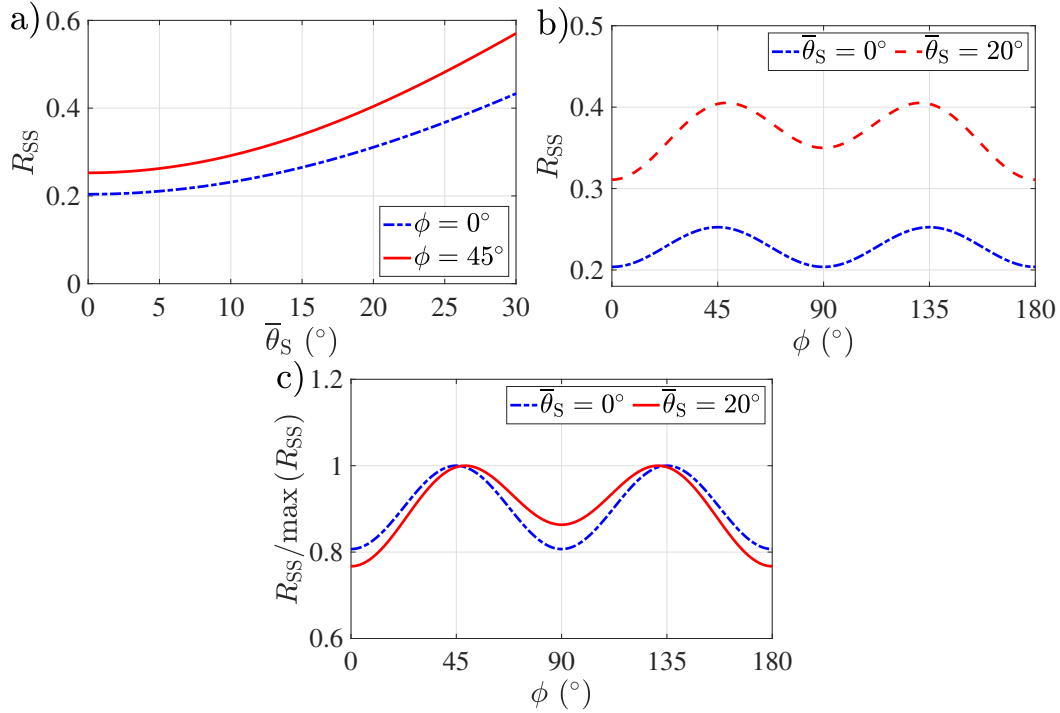 a)
0.6
0.4
0.2
0
R_SS
ϕ = 0°
ϕ = 45°
0 5 10 15 20 25 30
θ̅_S (°)
b)
0.5
0.4
0.3
0.2
R_SS
θ̅_S = 0° θ̅_S = 20°
0 45 90 135 180
ϕ (°)
c)
1.2
1
0.8
0.6
R_SS/max (R_SS)
θ̅_S = 0° θ̅_S = 20°
0 45 90 135 180
ϕ (°)